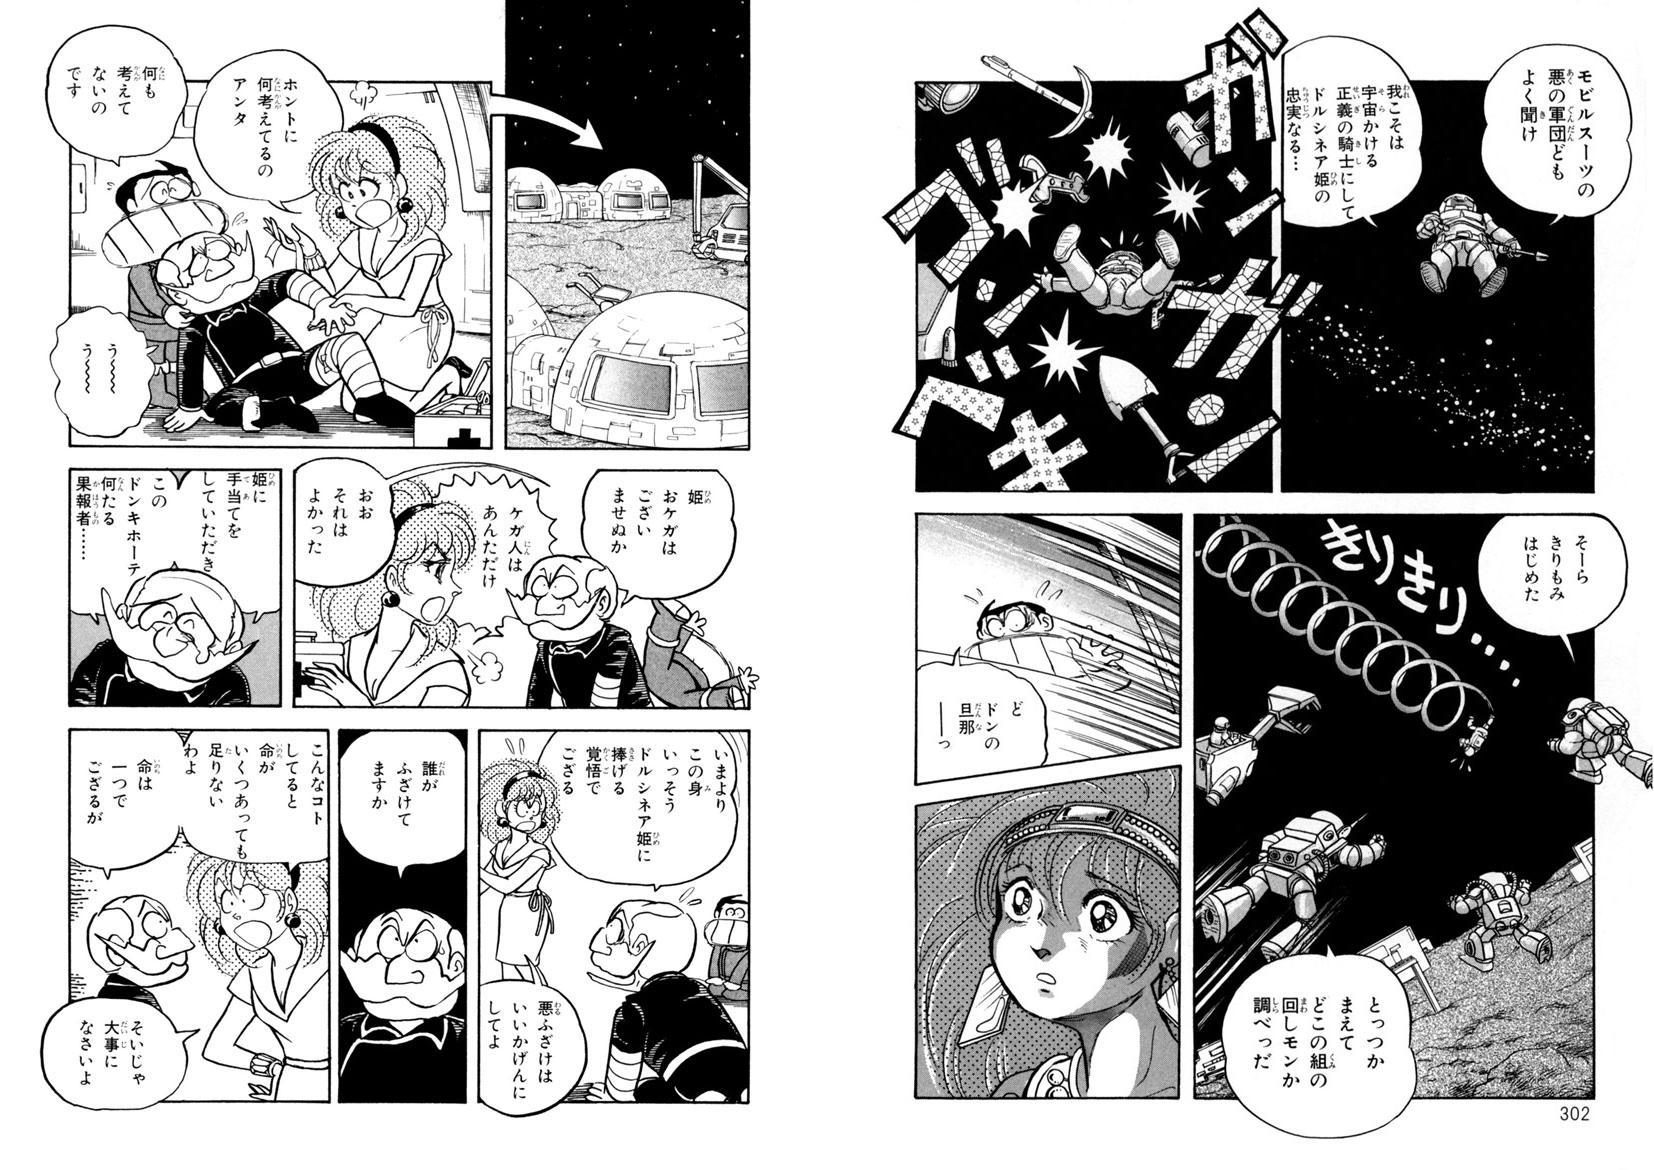 モビルスーツの
悪の軍団ども
よく聞け
我こそは
宇宙かける
正義の騎士にして
ドルシネア姫の
忠実なる…
ガン
ガン
ゴン
ベキ
そーら
きりもみ
はじめた
きりきり…
ど
ドンの
旦那
――っ
とっつか
まえて
どこの組の
回しモンか
調べっだ
302
ホントに
何考えてるの
アンタ
何も
考えて
ないの
です
う~~~~
う~~~~
姫
おケガは
ござい
ませぬか
ケガ人は
あんただけ
おお
それは
よかった
姫に
手当てを
していただき
この
ドンキホーテ
何たる
果報者……
いまより
この身
いっそう
ドルシネア姫に
捧げる
覚悟で
ござる
悪ふざけは
いいかげんに
してよ
誰が
ふざけて
ますか
こんなコト
してると
命が
いくつあっても
足りない
わよ
命は
一つで
ござるが
そいじゃ
大事に
なさいよ